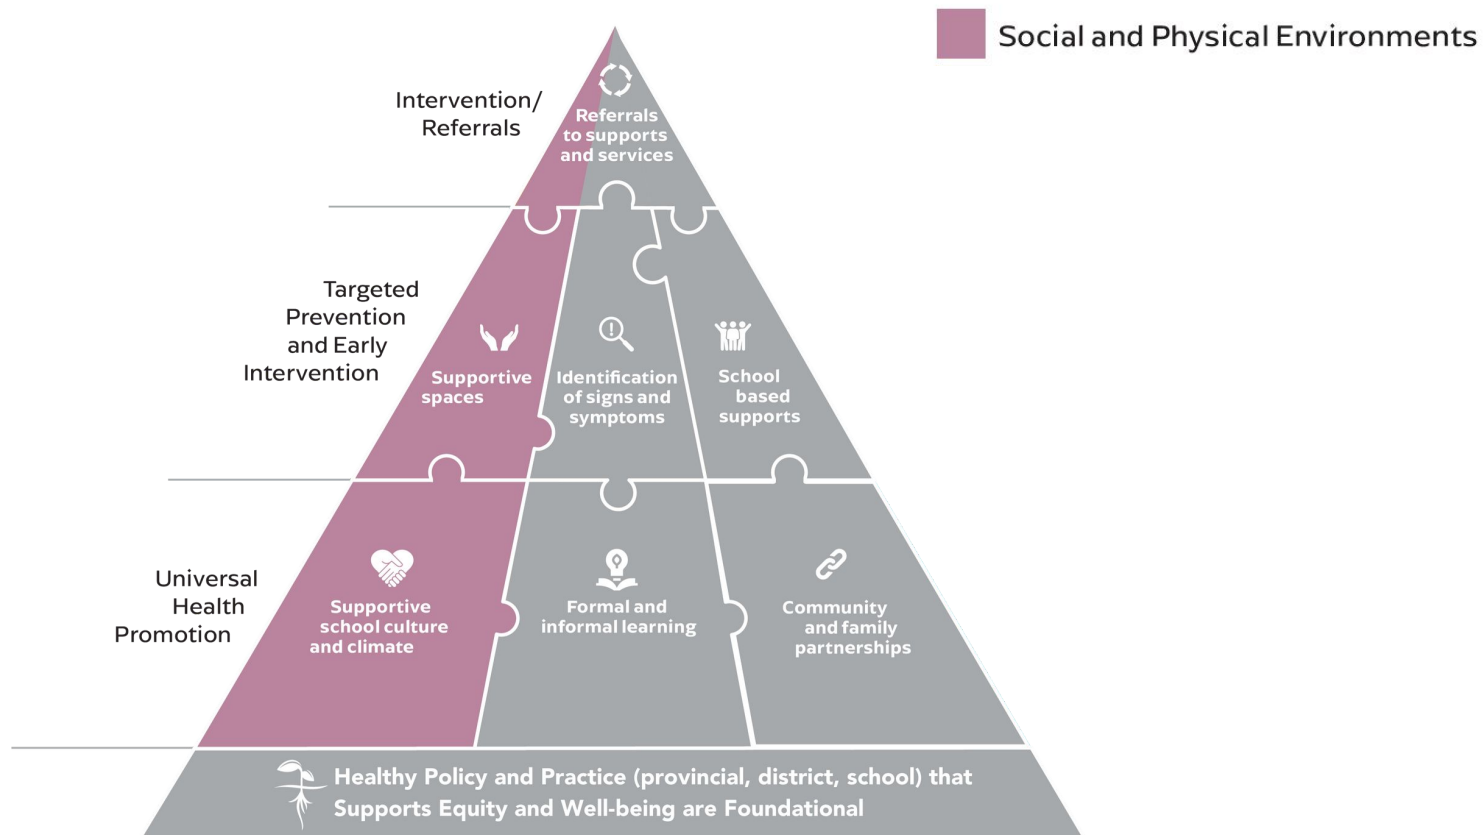 Social and Physical Environments
Intervention/
Referrals
Referrals
to supports
and services
Targeted
Prevention
and Early
Intervention
Supportive
spaces
Identification
of signs and
symptoms
School
based
supports
Universal
Health
Promotion
Supportive
school culture
and climate
Formal and
informal learning
Community
and family
partnerships
Healthy Policy and Practice (provincial, district, school) that
Supports Equity and Well-being are Foundational